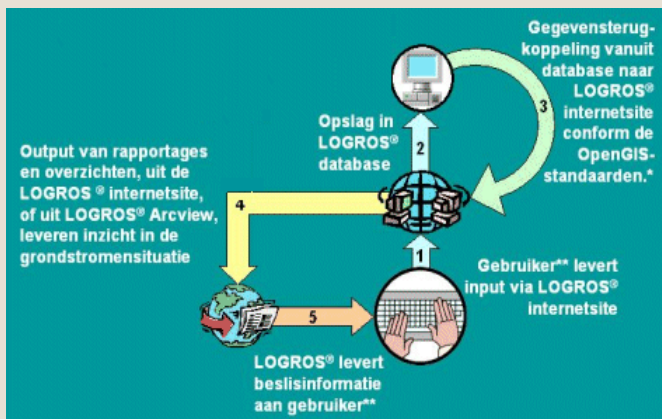 Gegevensterug-
koppeling vanuit
database naar
LOGROS®
internetsite
conform de
OpenGIS-
standaarden.*
3
Opslag in
LOGROS®
database
2
Output van rapportages
en overzichten, uit de
LOGROS ® internetsite,
of uit LOGROS® Arcview,
leveren inzicht in de
grondstromensituatie
4
1
Gebruiker** levert
input via LOGROS®
internetsite
5
LOGROS® levert
beslisinformatie
aan gebruiker**